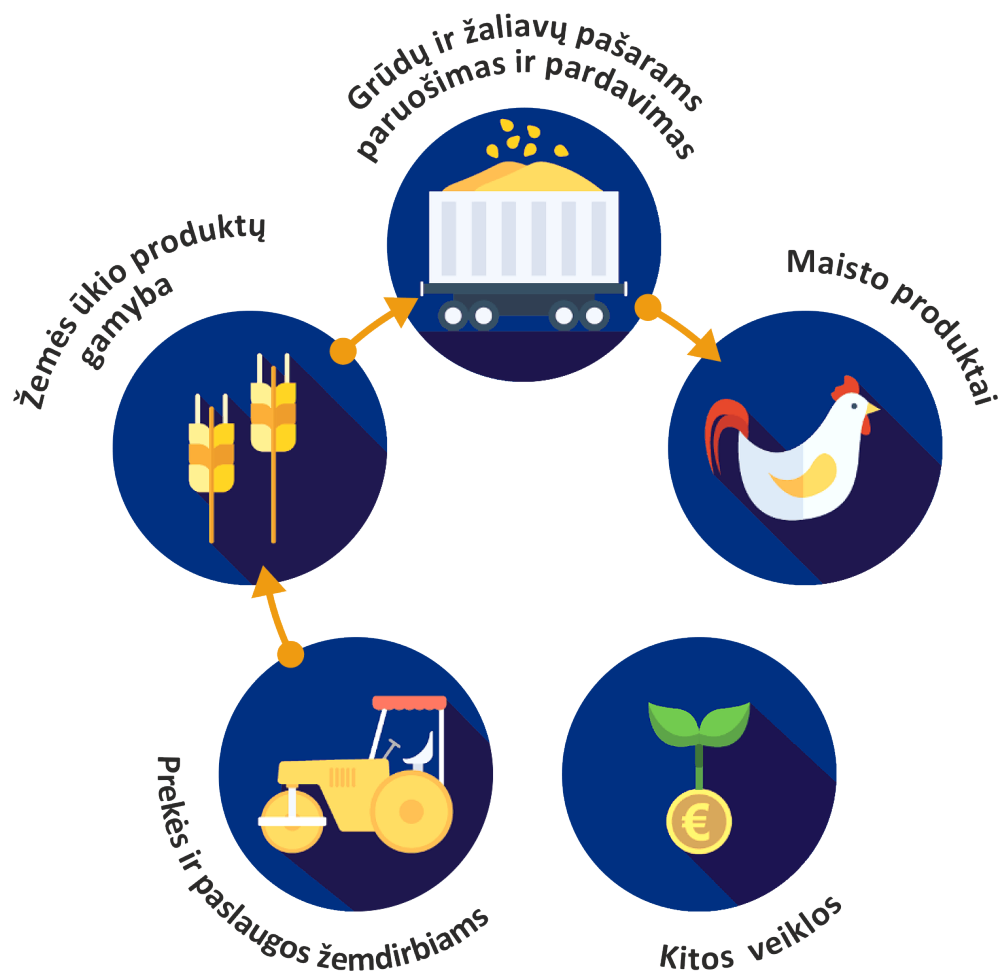 Grūdų ir žaliavų pašarams
paruošimas ir pardavimas
Žemės ūkio produktų
gamyba
Maisto produktai
Prekės ir paslaugos žemdirbiams
Kitos veiklos
€